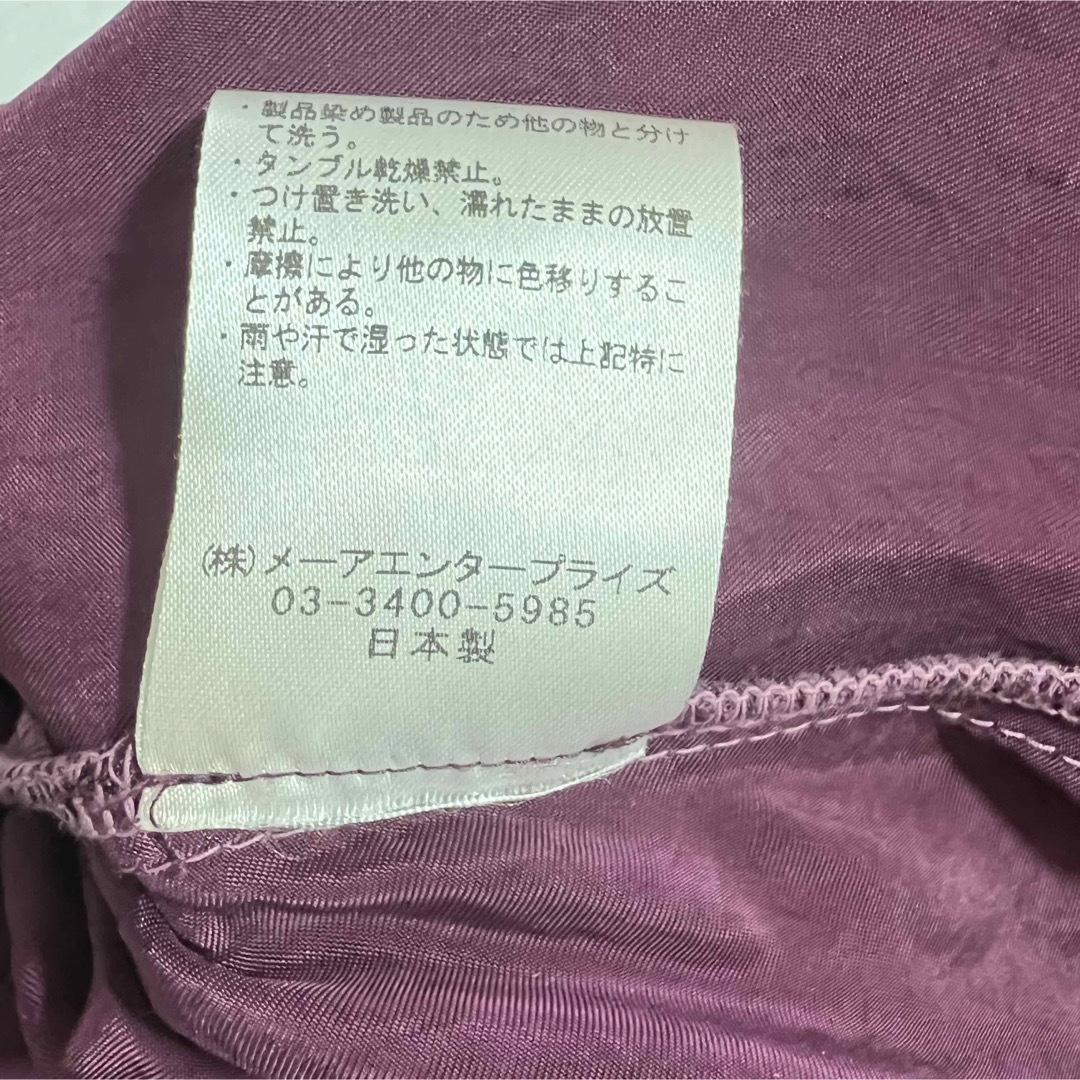 ・製品染め製品のため他の物と分け
て洗う。
・タンブル乾燥禁止。
・つけ置き洗い、濡れたままの放置
禁止。
・摩擦により他の物に色移りするこ
とがある。
・雨や汗で湿った状態では上記特に
注意。
(株)メーアエンタープライズ
03-3400-5985
日本製